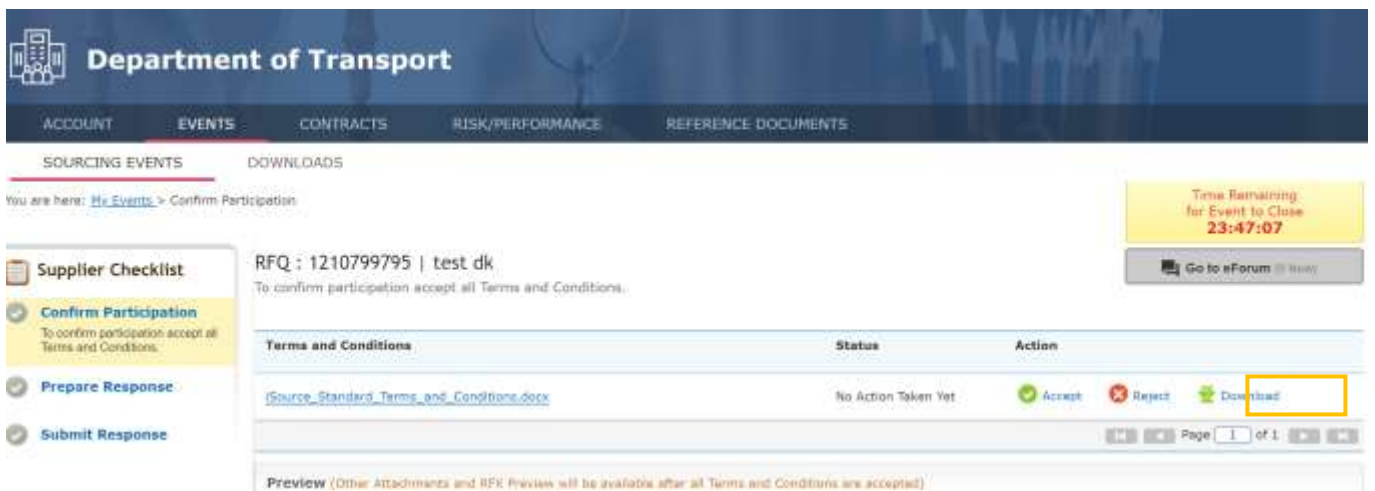 Department of Transport
ACCOUNT EVENTS CONTRACTS RISK/PERFORMANCE REFERENCE DOCUMENTS
SOURCING EVENTS DOWNLOADS
You are here: My Events > Confirm Participation
Time Remaining
for Event to Close
23:47:07
Supplier Checklist
RFQ : 1210799795 | test dk
Go to eForum
To confirm participation accept all Terms and Conditions.
Confirm Participation
To confirm participation accept all
Terms and Conditions.
Terms and Conditions Status Action
Prepare Response
iSource_Standard_Terms_and_Conditions.docx No Action Taken Yet Accept Reject Download
Submit Response
Page 1 of 1
Preview (Other Attachments and RFX Preview will be available after all Terms and Conditions are accepted)